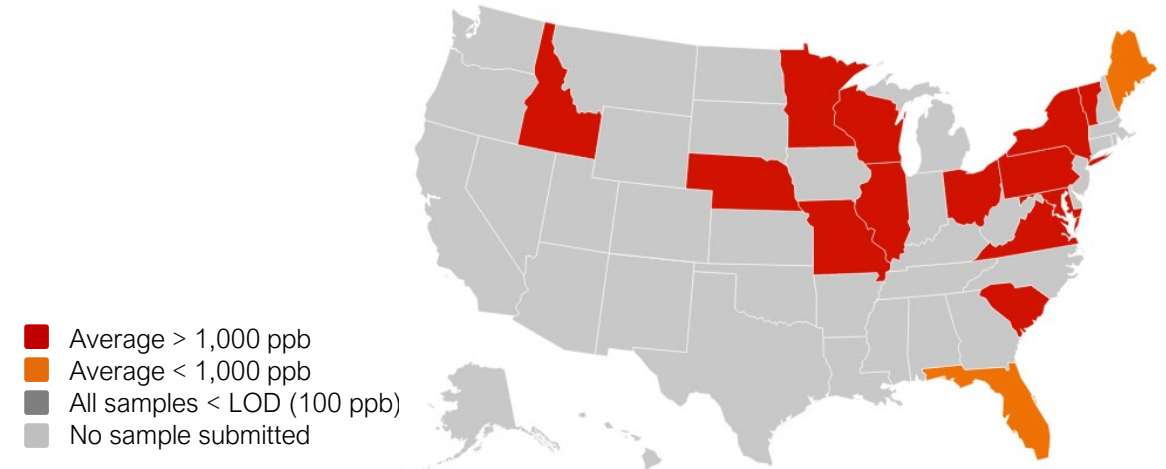 Average > 1,000 ppb
Average < 1,000 ppb
All samples < LOD (100 ppb)
No sample submitted